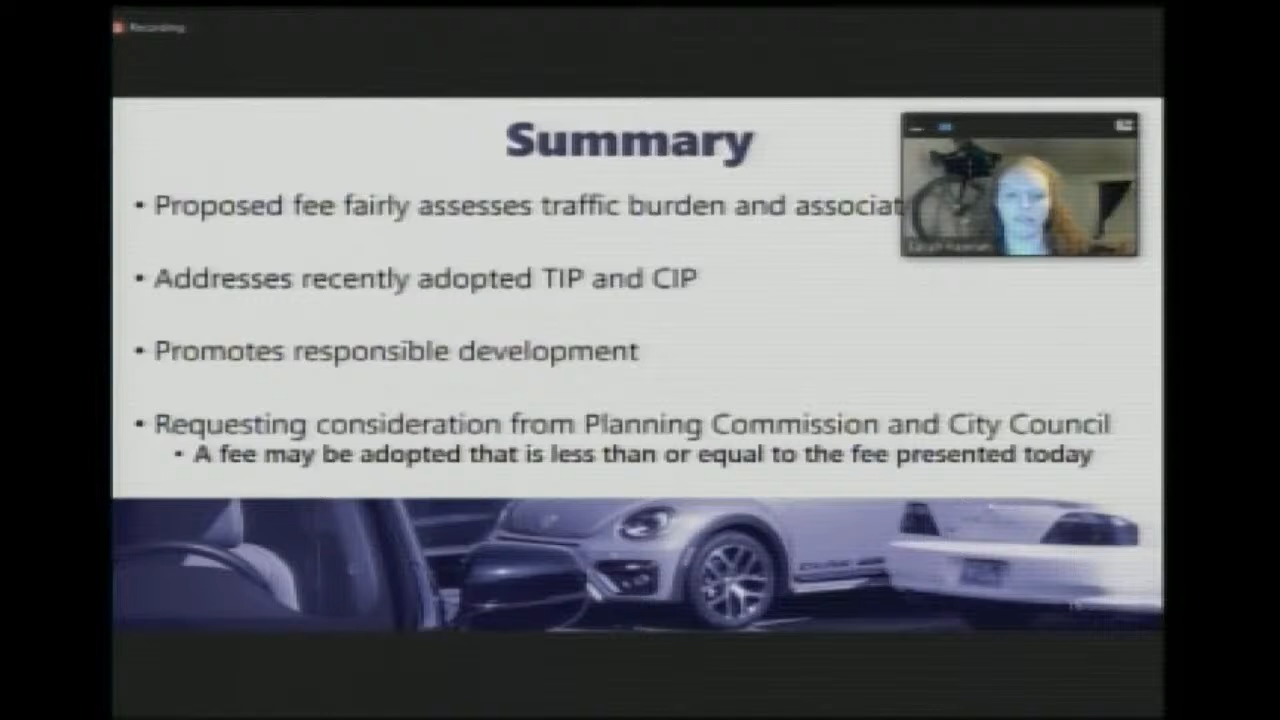 Recording
Summary
• Proposed fee fairly assesses traffic burden and associat
• Addresses recently adopted TIP and CIP
• Promotes responsible development
• Requesting consideration from Planning Commission and City Council
• A fee may be adopted that is less than or equal to the fee presented today